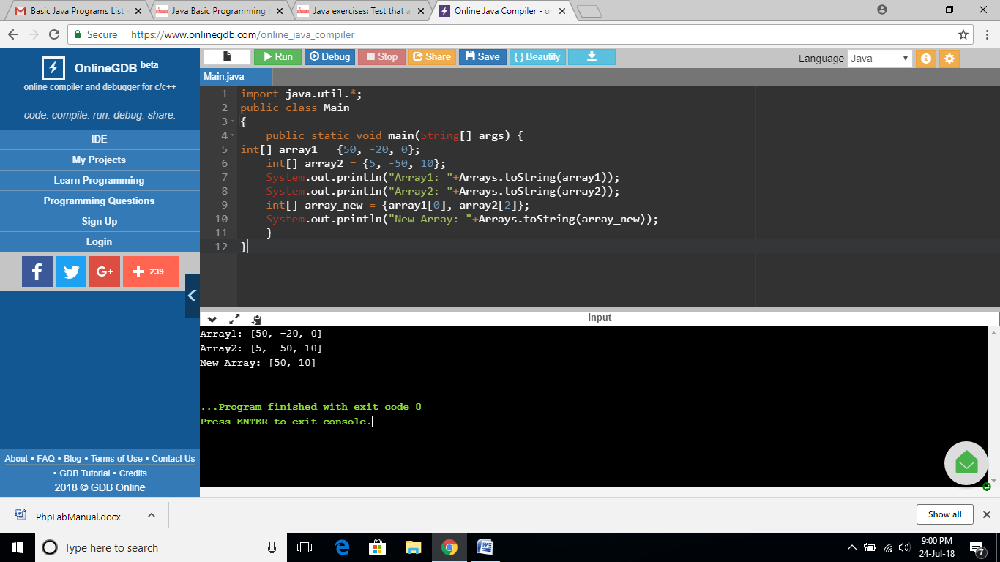 Basic Java Programs List
Java Basic Programming
Java exercises: Test that a
Online Java Compiler - on
Secure
https://www.onlinegdb.com/online_java_compiler
OnlineGDB beta
online compiler and debugger for c/c++
code. compile. run. debug. share.
IDE
My Projects
Learn Programming
Programming Questions
Sign Up
Login
f
G+
+ 239
About • FAQ • Blog • Terms of Use • Contact Us
• GDB Tutorial • Credits
2018 © GDB Online
Run
Debug
Stop
Share
Save
{ } Beautify
Language Java
Main.java
1 import java.util.*;
2 public class Main
3 {
4     public static void main(String[] args) {
5 int[] array1 = {50, -20, 0};
6     int[] array2 = {5, -50, 10};
7     System.out.println("Array1: "+Arrays.toString(array1));
8     System.out.println("Array2: "+Arrays.toString(array2));
9     int[] array_new = {array1[0], array2[2]};
10     System.out.println("New Array: "+Arrays.toString(array_new));
11     }
12 }
input
Array1: [50, -20, 0]
Array2: [5, -50, 10]
New Array: [50, 10]
...Program finished with exit code 0
Press ENTER to exit console.
PhpLabManual.docx
Show all
Type here to search
9:00 PM
24-Jul-18
7